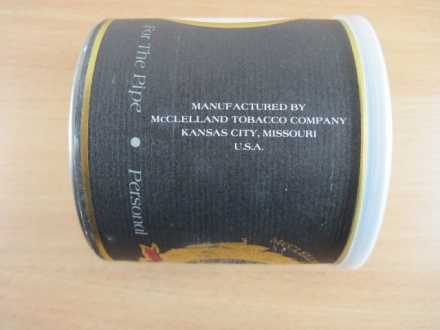 MANUFACTURED BY
McCLELLAND TOBACCO COMPANY
KANSAS CITY, MISSOURI
U.S.A.
For The Pipe • Personal